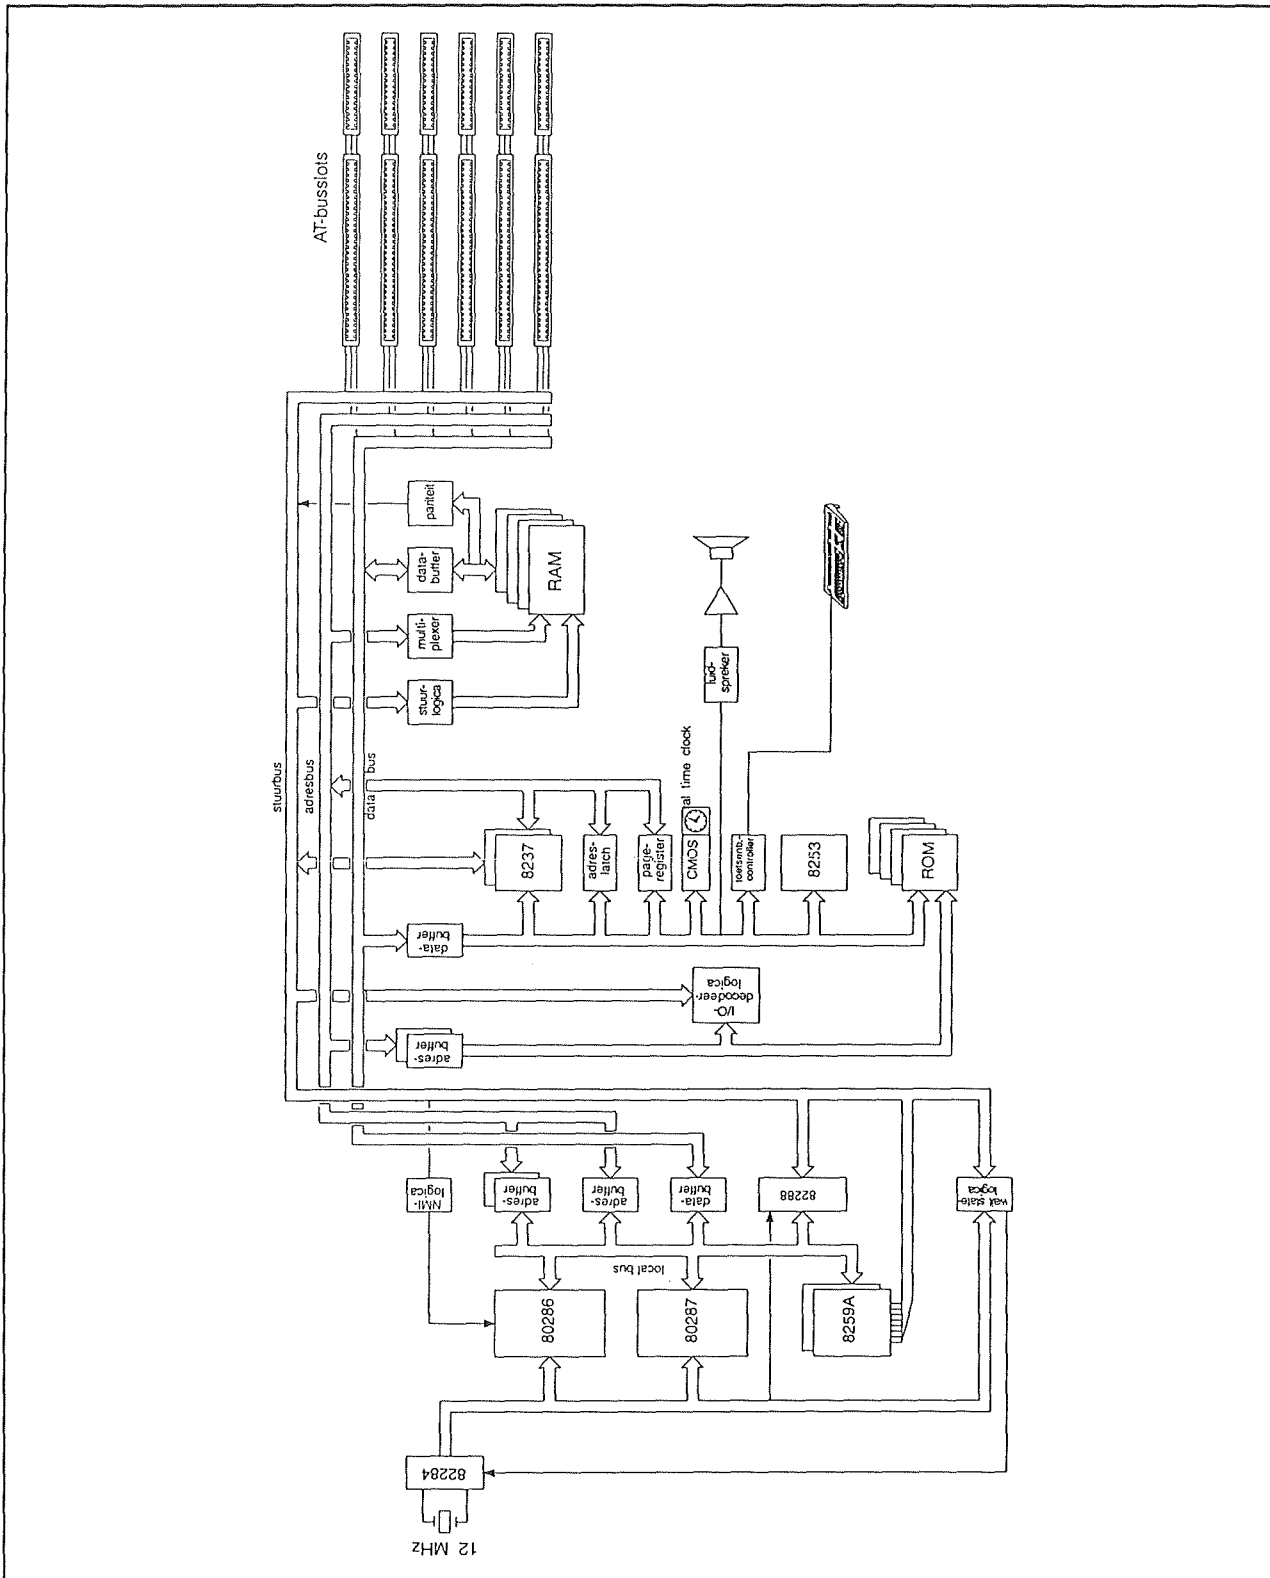 AT-busslots
stuurbus
adresbus
data bus
pariteit
data-
buffer
multi-
plexer
stuur-
logica
RAM
luid-
spreker
8237
adres-
latch
page-
register
CMOS
al time clock
toetsenb.-
controller
8253
ROM
data-
buffer
I/O-
decodeer-
logica
adres-
buffer
NMI-
logica
adres-
buffer
adres-
buffer
data-
buffer
82288
wait state-
logica
local bus
80286
80287
8259A
82284
12 MHz